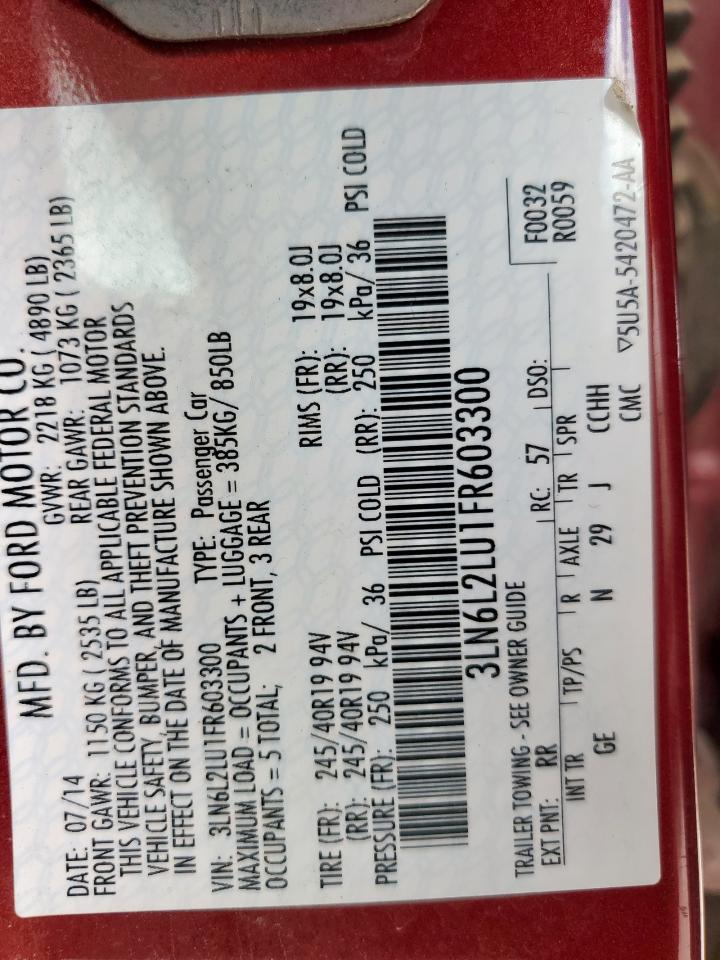 MFD. BY FORD MOTOR CO.
DATE: 07/14 GVWR: 2218 KG ( 4890 LB)
FRONT GAWR: 1150 KG ( 2535 LB) REAR GAWR: 1073 KG ( 2365 LB)
THIS VEHICLE CONFORMS TO ALL APPLICABLE FEDERAL MOTOR
VEHICLE SAFETY, BUMPER, AND THEFT PREVENTION STANDARDS
IN EFFECT ON THE DATE OF MANUFACTURE SHOWN ABOVE.
VIN: 3LN6L2LU1FR603300 TYPE: Passenger Car
MAXIMUM LOAD = OCCUPANTS + LUGGAGE = 385KG/ 850LB
OCCUPANTS = 5 TOTAL, 2 FRONT, 3 REAR
TIRE (FR): 245/40R19 94V RIMS (FR): 19x8.0J
(RR): 245/40R19 94V (RR): 19x8.0J
PRESSURE (FR): 250 kPa/ 36 PSI COLD (RR): 250 kPa/ 36 PSI COLD
3LN6L2LU1FR603300
TRAILER TOWING - SEE OWNER GUIDE
F0032
EXT PNT: RR RC: 57 DSO: R0059
INT TR TP/PS R AXLE TR SPR
GE N 29 J CCHH
CMC ▽5U5A-5420472-AA